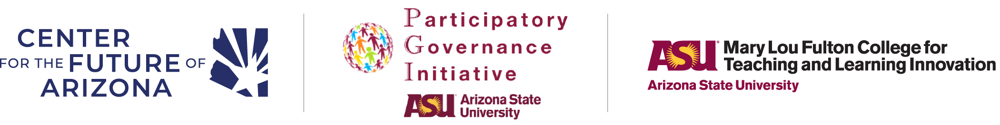 CENTER
FOR THE FUTURE OF
ARIZONA
Participatory
Governance
Initiative
ASU Arizona State
University
ASU® Mary Lou Fulton College for
Teaching and Learning Innovation
Arizona State University